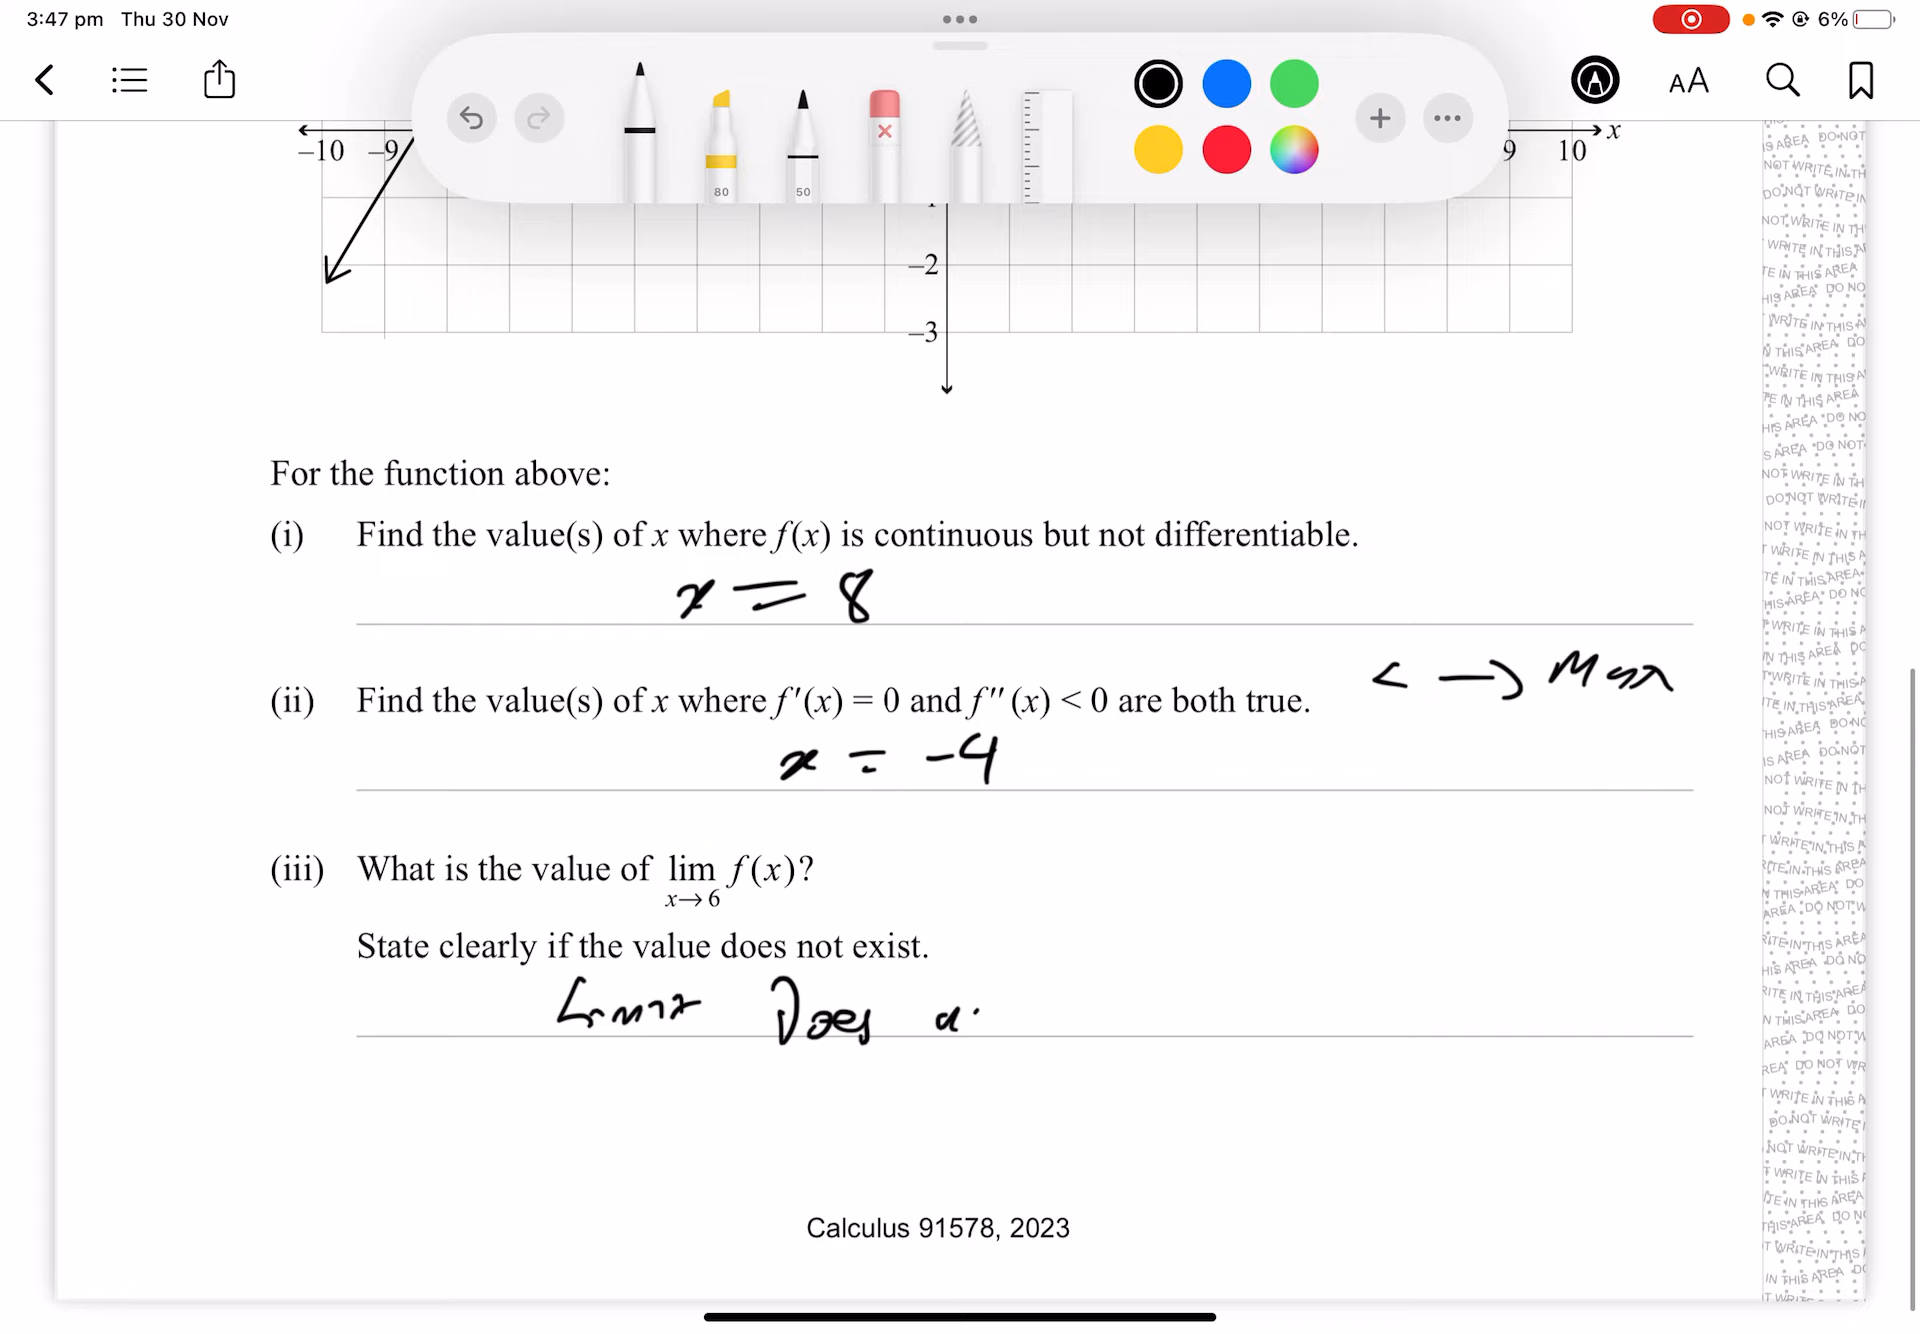 3:47 pm Thu 30 Nov
6%
AA
80 50
−10 −9
9 10 x
−2
−3
For the function above:
(i) Find the value(s) of x where f(x) is continuous but not differentiable.
x = 8
(ii) Find the value(s) of x where f′(x) = 0 and f″(x) < 0 are both true.
< → Max
x = -4
(iii) What is the value of lim f(x)?
x→6
State clearly if the value does not exist.
Limit Does
Calculus 91578, 2023
DO NOT WRITE IN THIS AREA